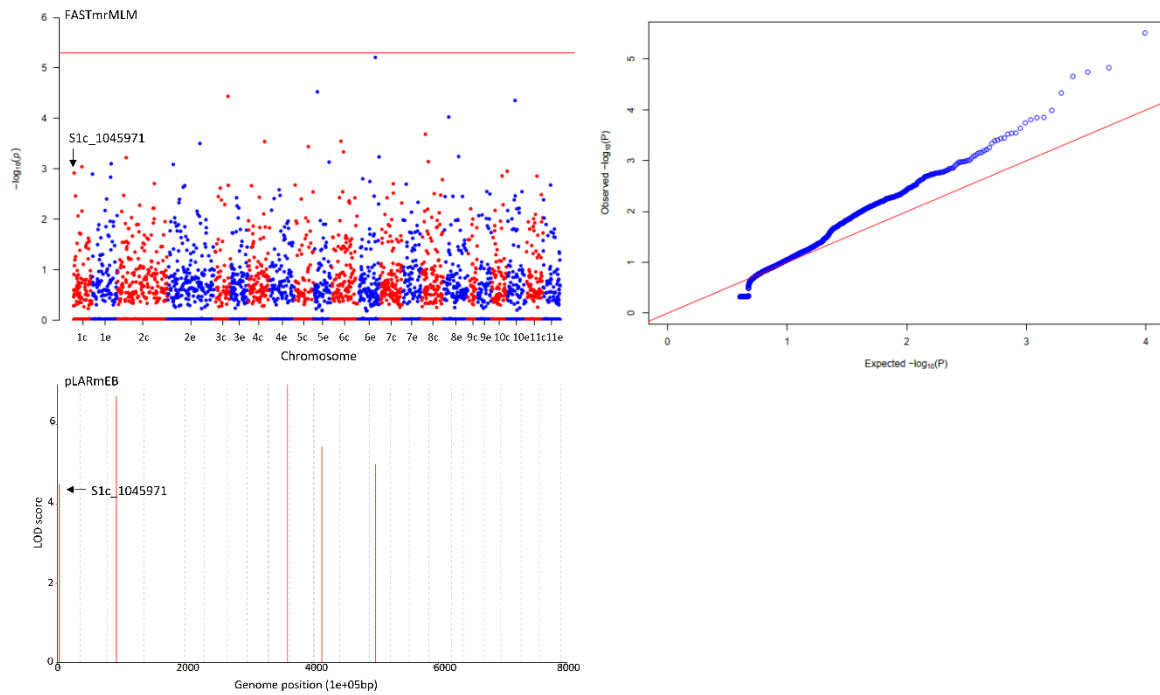 FASTmrMLM
6
5
4
3
2
1
0
−log₁₀(p)
S1c_1045971
1c 1e 2c 2e 3c 3e 4c 4e 5c 5e 6c 6e 7c 7e 8c 8e 9c 9e 10c 10e 11c 11e
Chromosome
5
4
3
2
1
0
Observed −log₁₀(P)
0 1 2 3 4
Expected −log₁₀(P)
pLARmEB
6
4
2
0
LOD score
S1c_1045971
0 2000 4000 6000 8000
Genome position (1e+05bp)